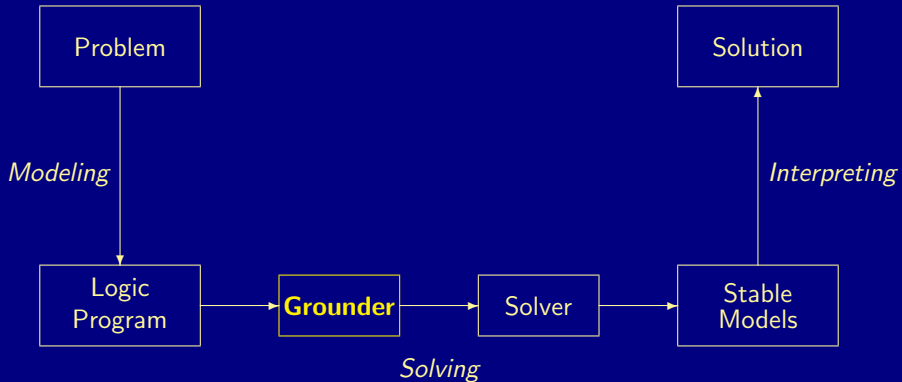 Problem
Solution
Modeling
Interpreting
Logic
Program
Grounder
Solver
Stable
Models
Solving